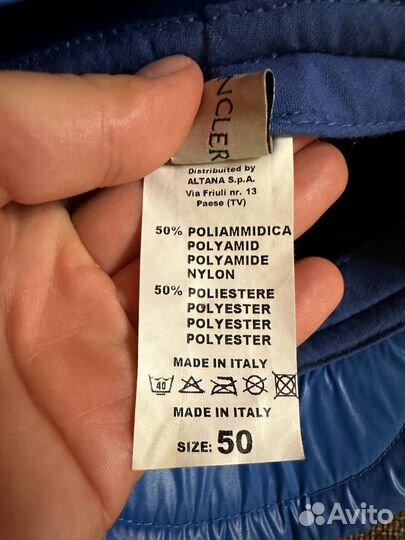 NCLER
Distributed by
ALTANA S.p.A.
Via Friuli nr. 13
Paese (TV)
50% POLIAMMIDICA
POLYAMID
POLYAMIDE
NYLON
50% POLIESTERE
POLYESTER
POLYESTER
POLYESTER
MADE IN ITALY
40
MADE IN ITALY
SIZE: 50
Avito